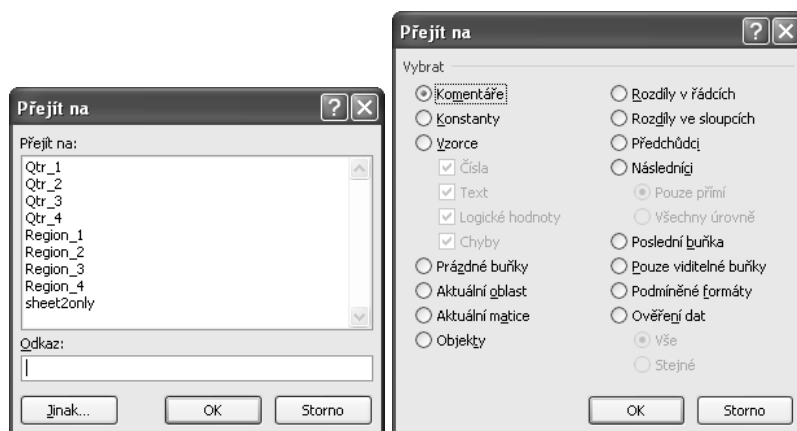 Přejít na
Přejít na:
Qtr_1
Qtr_2
Qtr_3
Qtr_4
Region_1
Region_2
Region_3
Region_4
sheet2only
Odkaz:
Jinak...
OK
Storno
Přejít na
Vybrat
Komentáře
Konstanty
Vzorce
Čísla
Text
Logické hodnoty
Chyby
Prázdné buňky
Aktuální oblast
Aktuální matice
Objekty
Rozdíly v řádcích
Rozdíly ve sloupcích
Předchůdci
Následníci
Pouze přímí
Všechny úrovně
Poslední buňka
Pouze viditelné buňky
Podmíněné formáty
Ověření dat
Vše
Stejné
OK
Storno